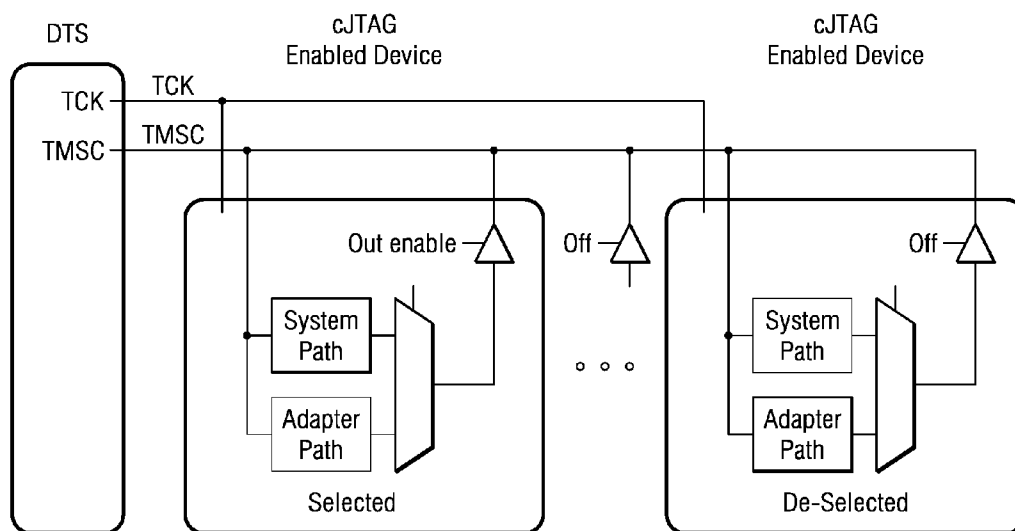 DTS
cJTAG
Enabled Device
cJTAG
Enabled Device
TCK
TCK
TMSC
TMSC
Out enable
Off
Off
System
Path
System
Path
Adapter
Path
Adapter
Path
Selected
De-Selected